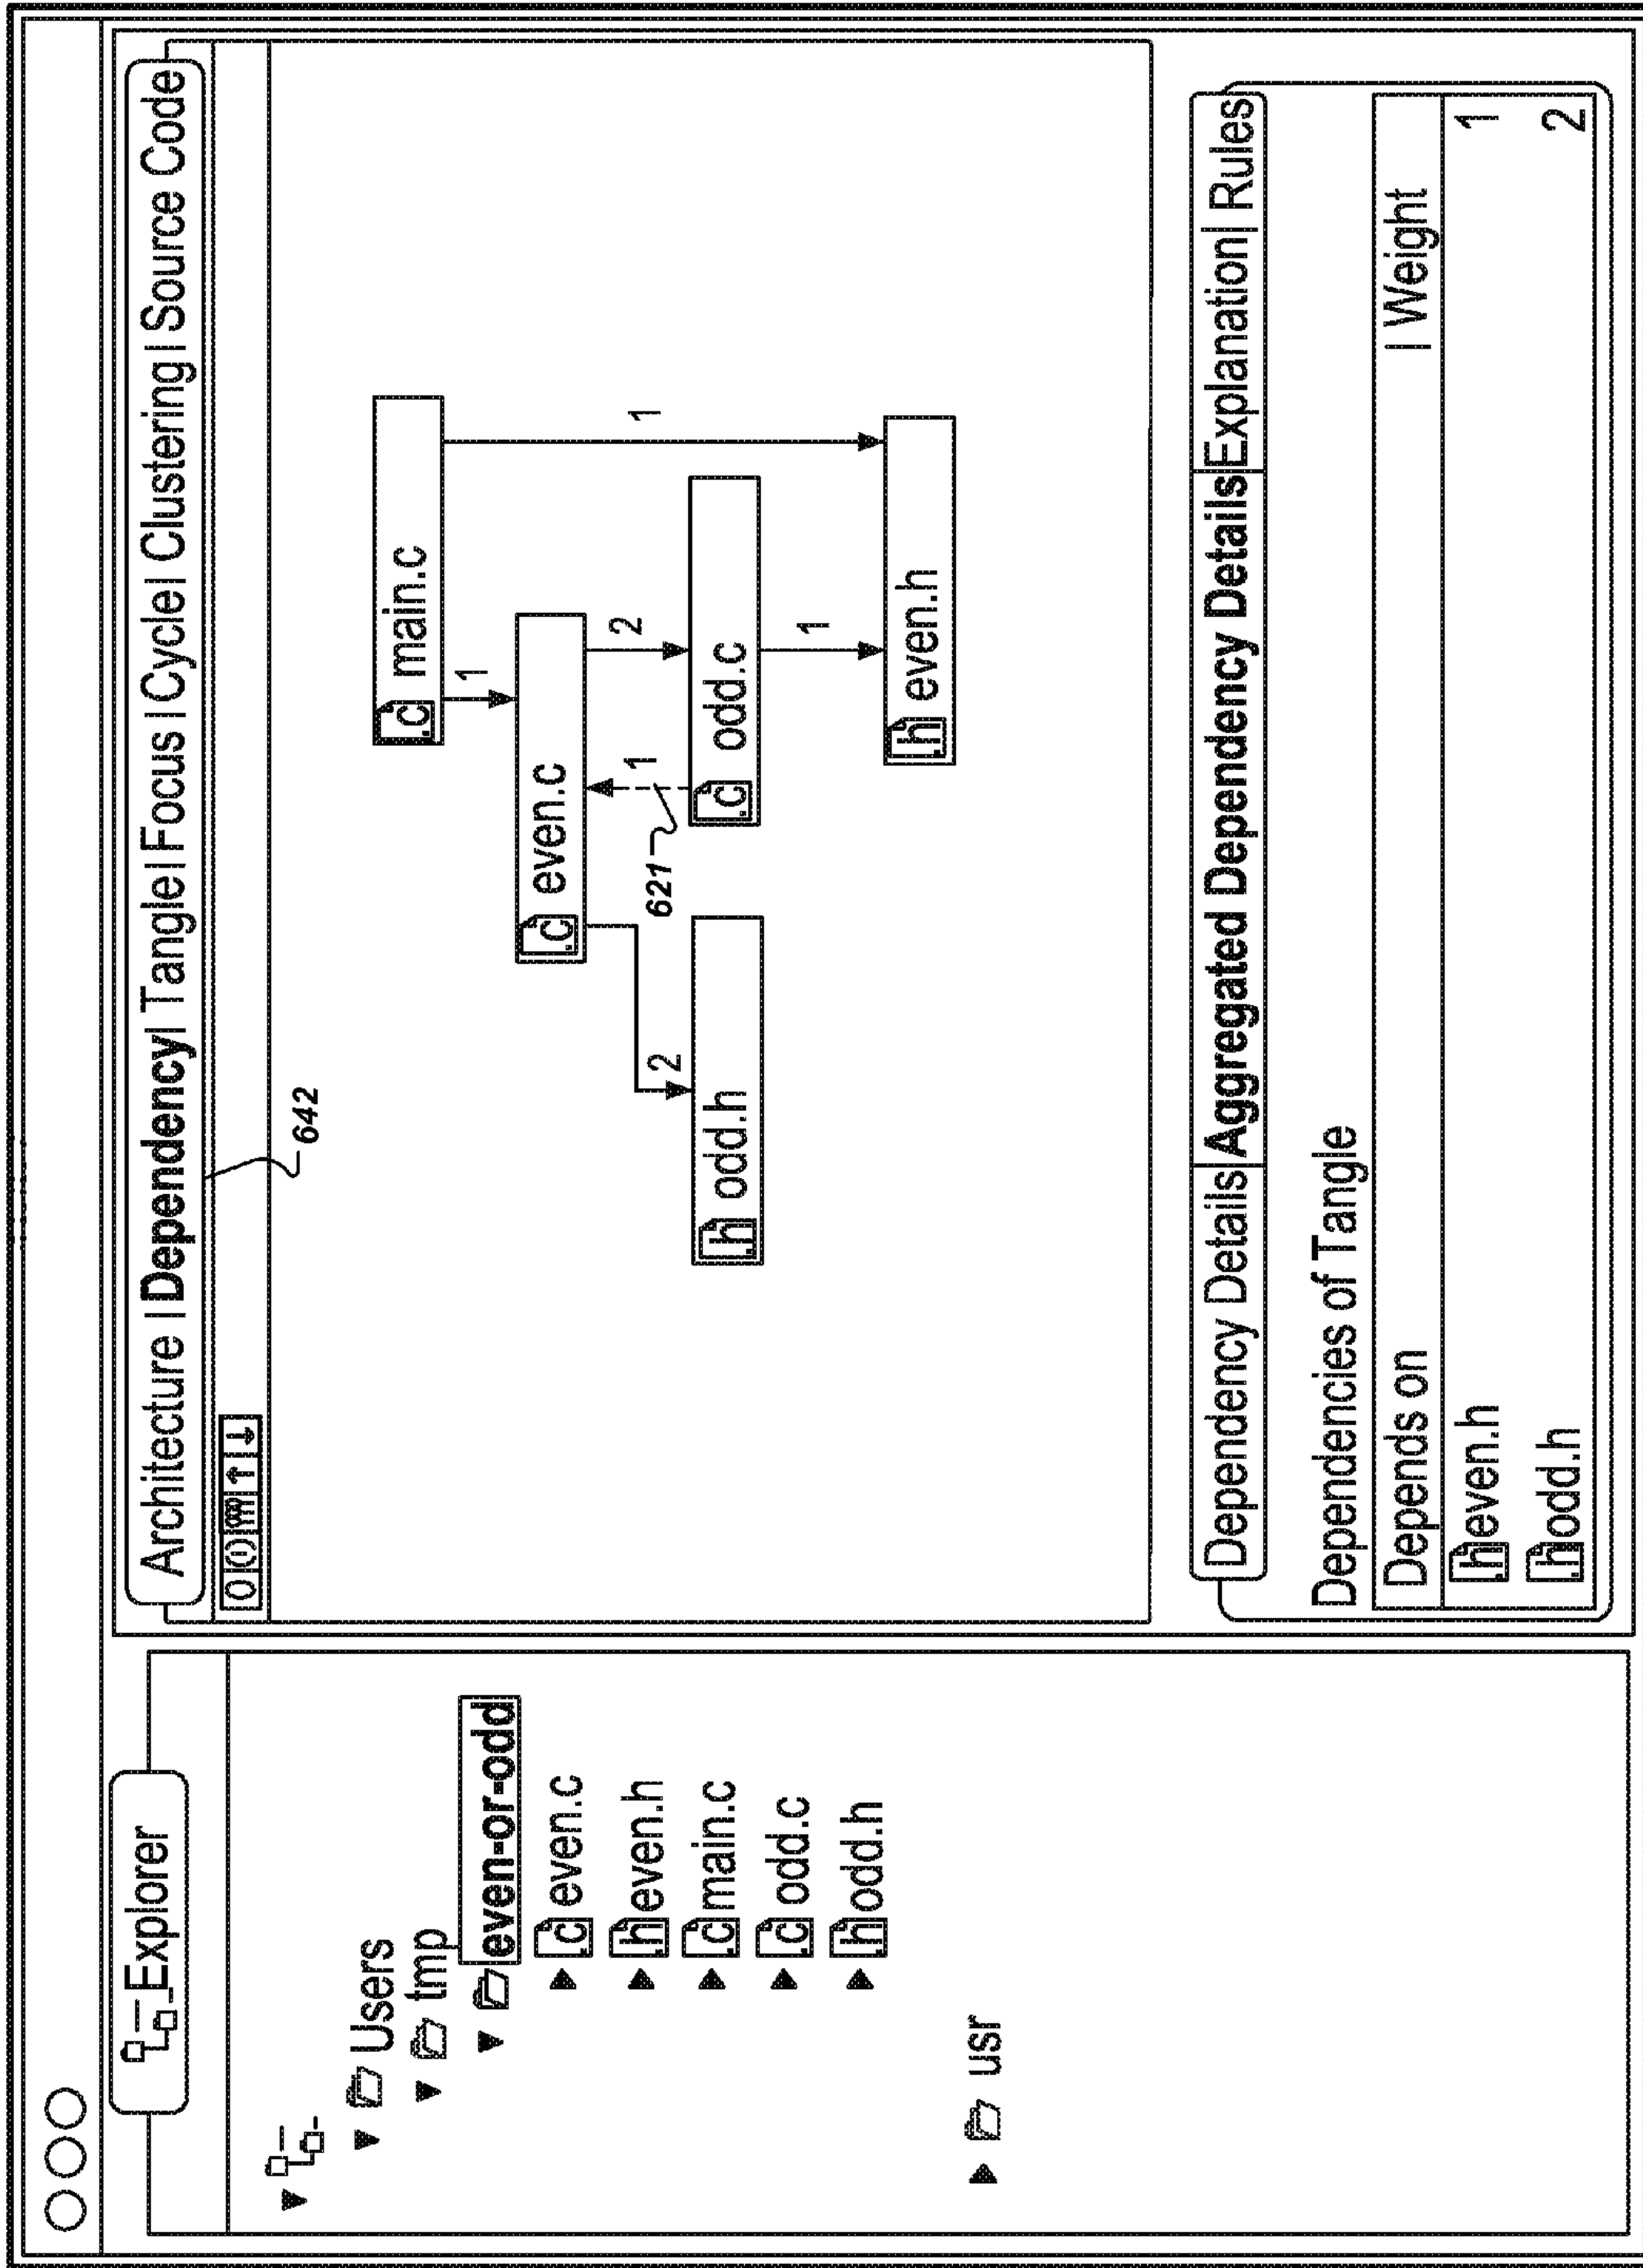 Explorer
Users
tmp
even-or-odd
.c even.c
.h even.h
.c main.c
.c odd.c
.h odd.h
usr
Architecture | Dependency | Tangle | Focus | Cycle | Clustering | Source Code
642
.c main.c
1
.c even.c
1
2
621
1
2
.h odd.h
.c odd.c
1
.h even.h
Dependency Details | Aggregated Dependency Details | Explanation | Rules
Dependencies of Tangle
Depends on | Weight
.h even.h 1
.h odd.h 2